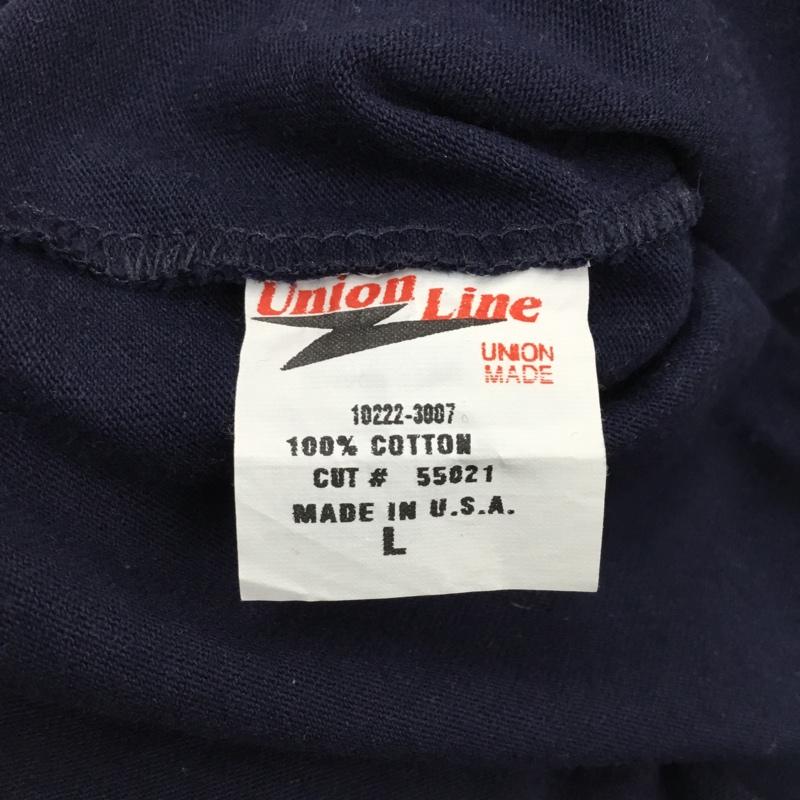 Union Line
UNION
MADE
10222-3007
100% COTTON
CUT # 55021
MADE IN U.S.A.
L